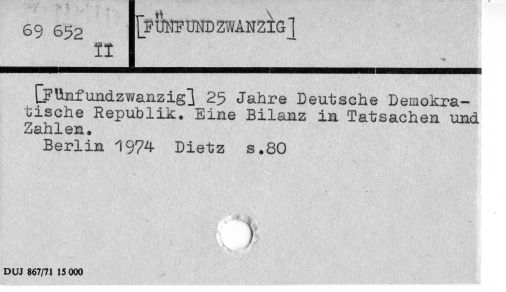 69 652
II
[FÜNFUNDZWANZIG]
[Fünfundzwanzig] 25 Jahre Deutsche Demokra-
tische Republik. Eine Bilanz in Tatsachen und
Zahlen.
Berlin 1974 Dietz s.80
DUJ 867/71 15 000